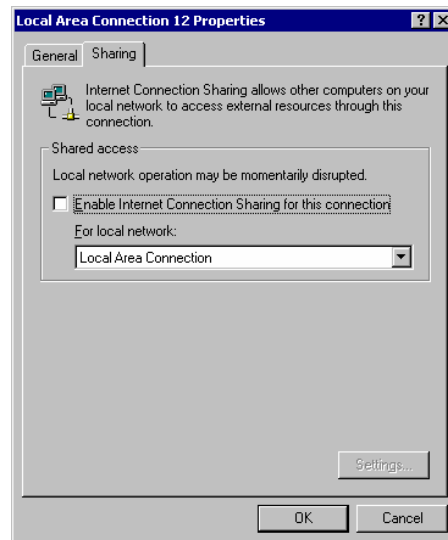 Local Area Connection 12 Properties
General
Sharing
Internet Connection Sharing allows other computers on your
local network to access external resources through this
connection.
Shared access
Local network operation may be momentarily disrupted.
Enable Internet Connection Sharing for this connection
For local network:
Local Area Connection
Settings...
OK
Cancel